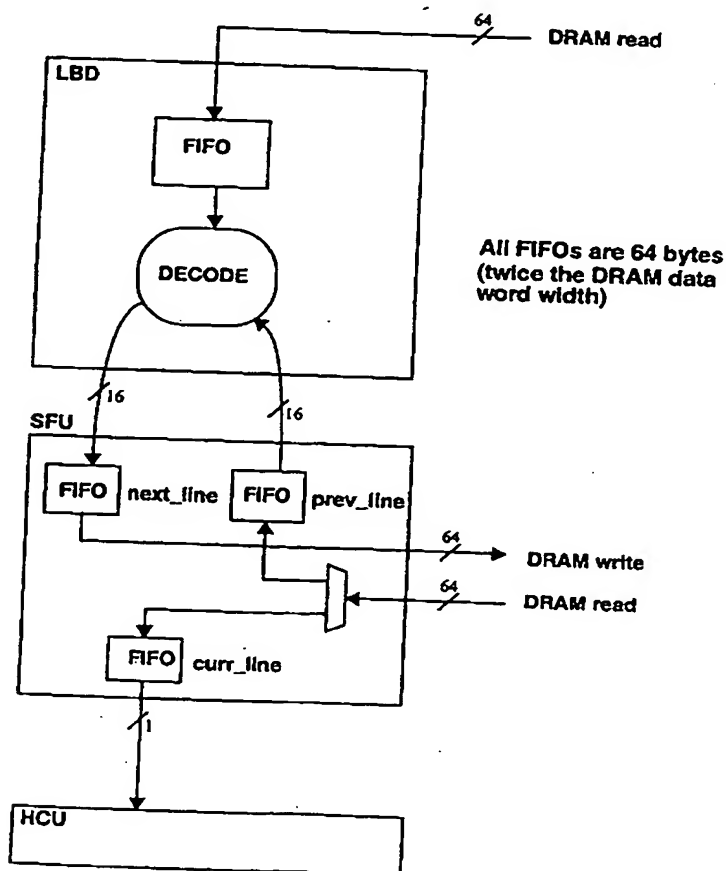 64
DRAM read
LBD
FIFO
DECODE
All FIFOs are 64 bytes
(twice the DRAM data
word width)
16
16
SFU
FIFO
next_line
FIFO
prev_line
64
DRAM write
64
DRAM read
FIFO
curr_line
1
HCU